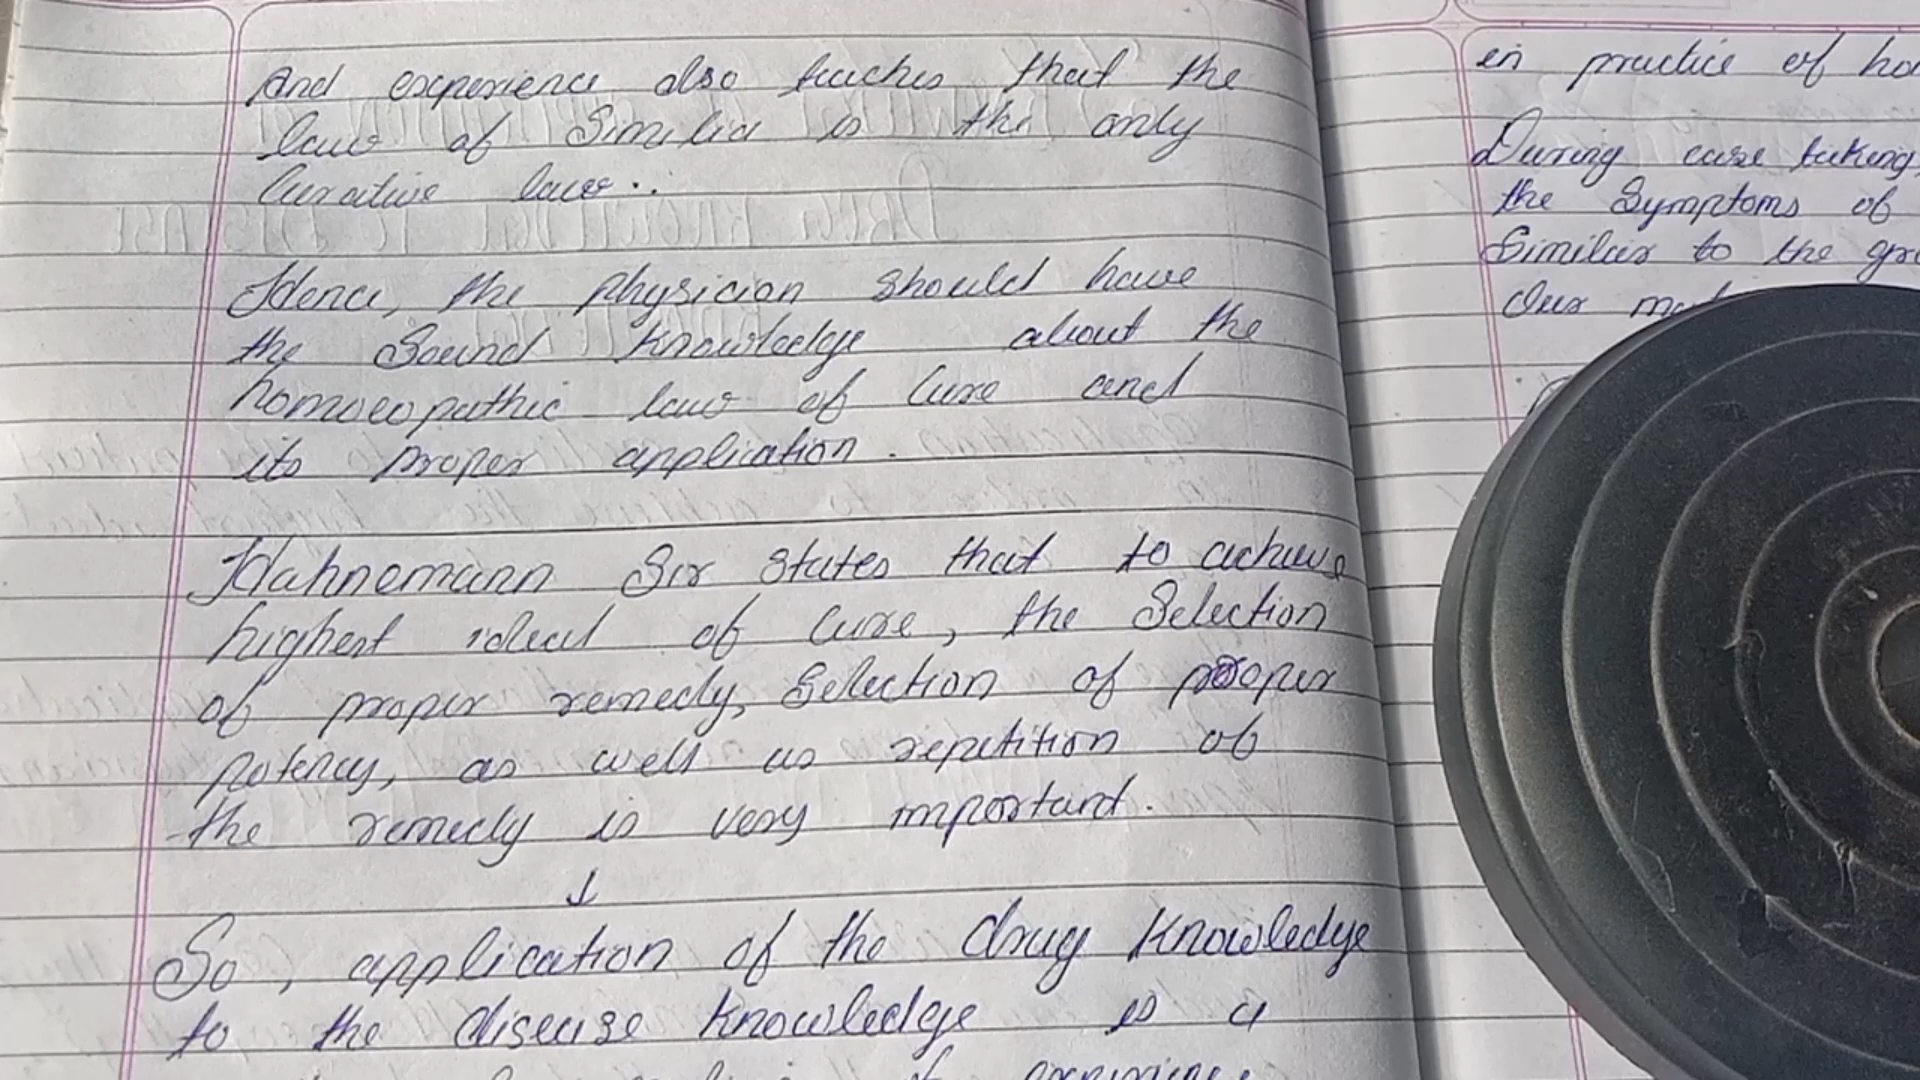 And experience also teaches that the
law of Similia is the only
Curative law..
Hence, the physician should have
the Sound Knowledge about the
homoeopathic law of Cure and
its proper application.
Hahnemann Sir states that to achieve
highest ideal of Cure, the Selection
of proper remedy, Selection of proper
potency, as well as repetition of
the remedy is very important.
↓
So, application of the drug Knowledge
to the disease Knowledge is a
in practice of
During case taking,
the Symptoms of
Similar to the
Our